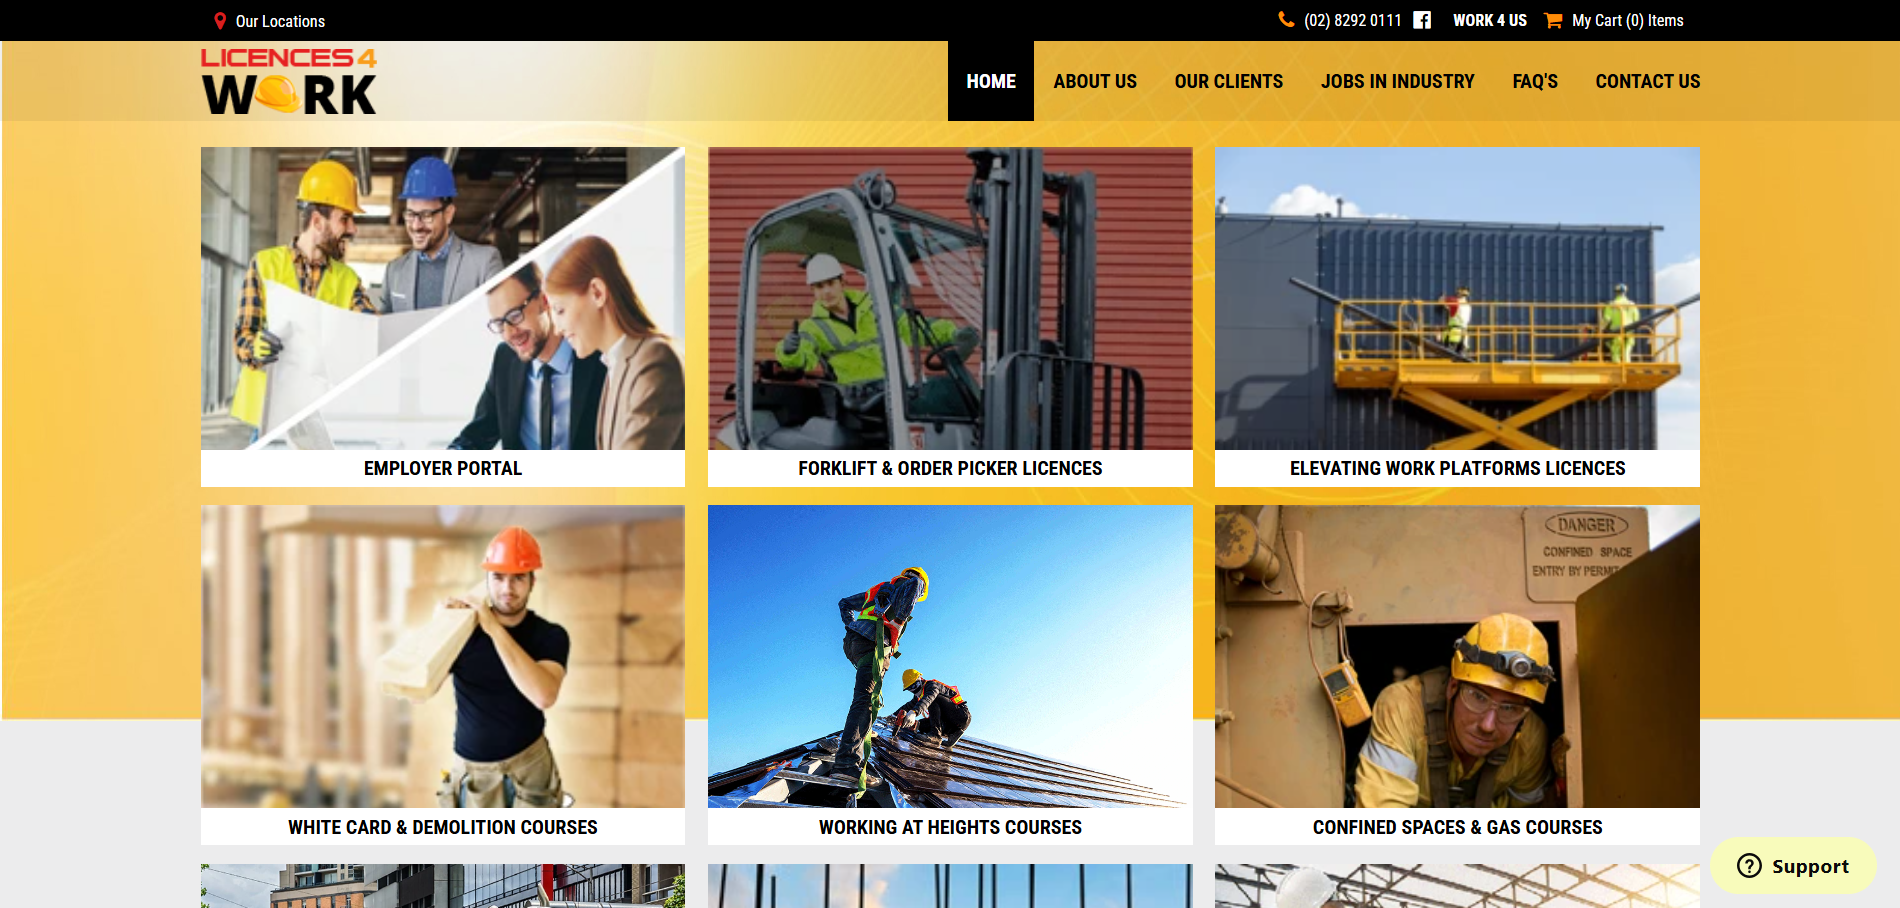 Our Locations
(02) 8292 0111
WORK 4 US
My Cart (0) Items
LICENCES 4
WORK
HOME
ABOUT US
OUR CLIENTS
JOBS IN INDUSTRY
FAQ'S
CONTACT US
EMPLOYER PORTAL
FORKLIFT & ORDER PICKER LICENCES
ELEVATING WORK PLATFORMS LICENCES
DANGER
CONFINED SPACE
ENTRY BY PERMIT
WHITE CARD & DEMOLITION COURSES
WORKING AT HEIGHTS COURSES
CONFINED SPACES & GAS COURSES
Support